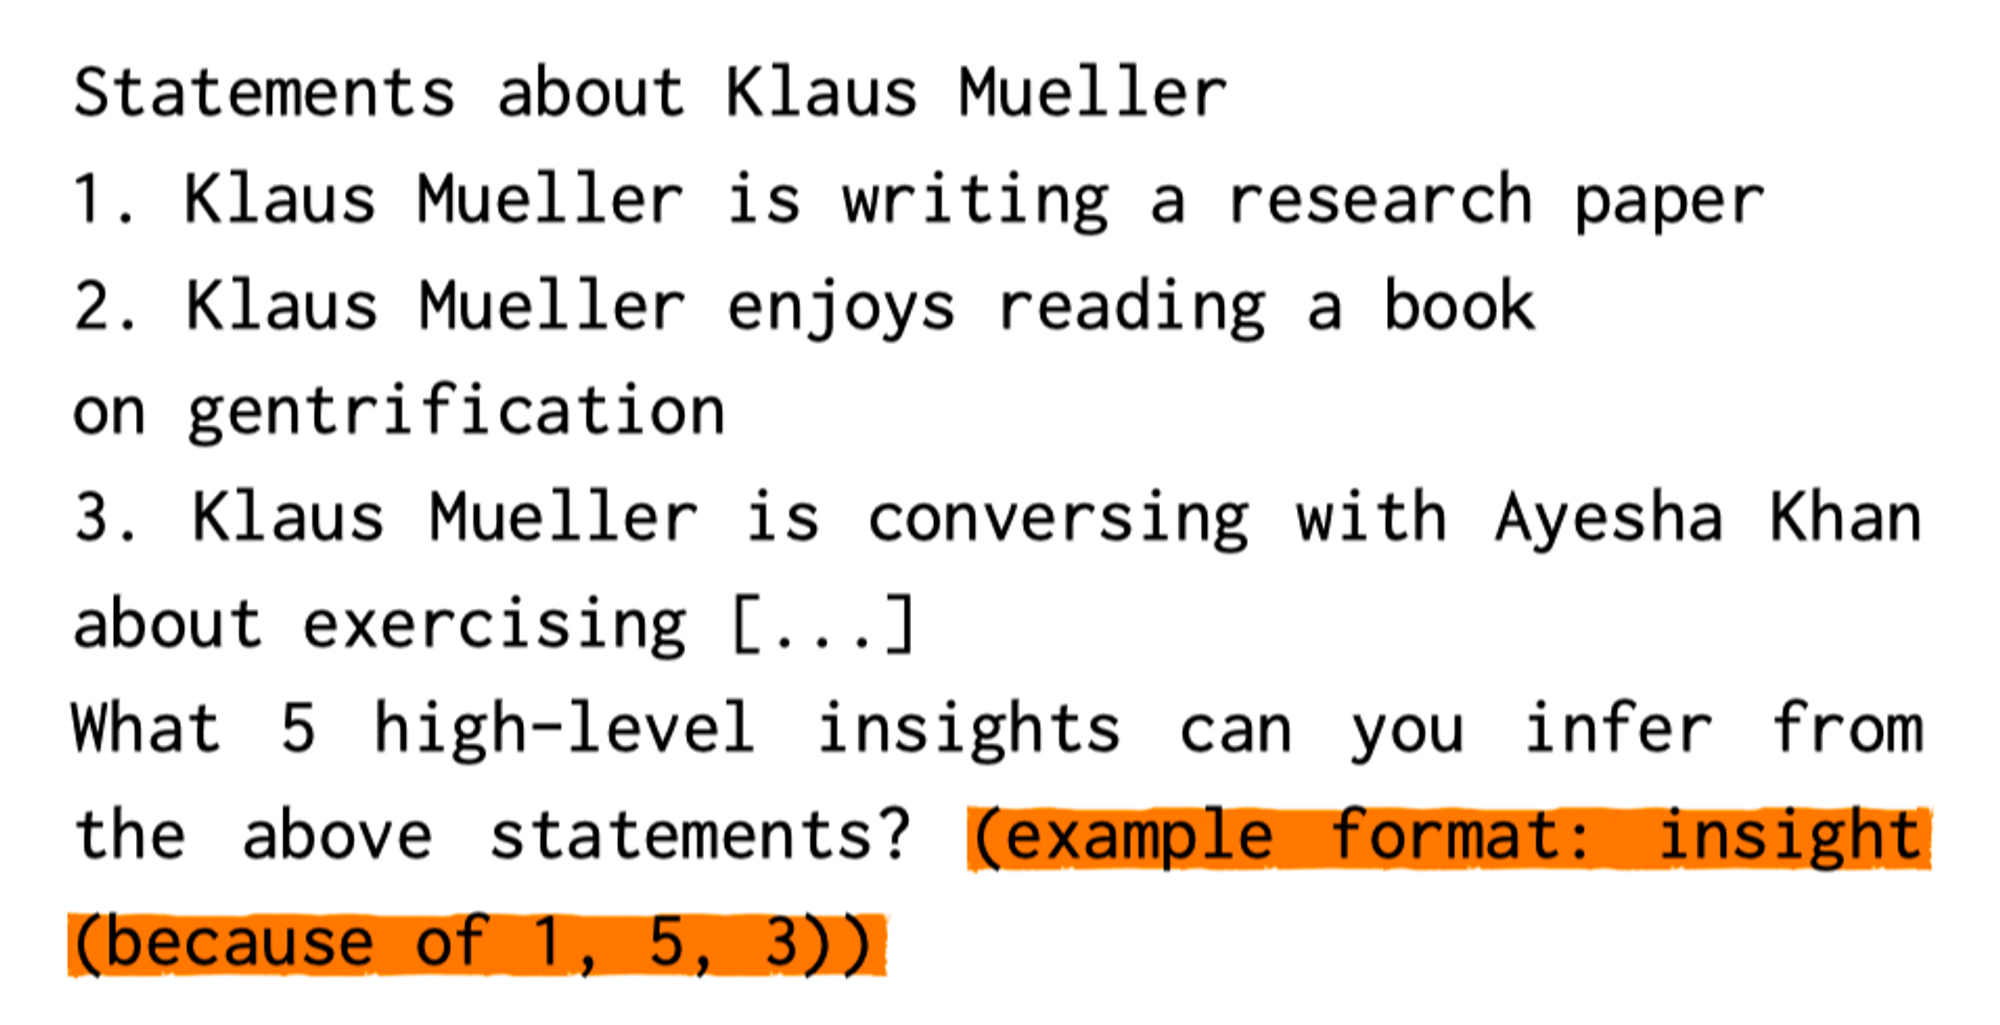 Statements about Klaus Mueller
1. Klaus Mueller is writing a research paper
2. Klaus Mueller enjoys reading a book
on gentrification
3. Klaus Mueller is conversing with Ayesha Khan
about exercising [...]
What 5 high-level insights can you infer from
the above statements? (example format: insight
(because of 1, 5, 3))